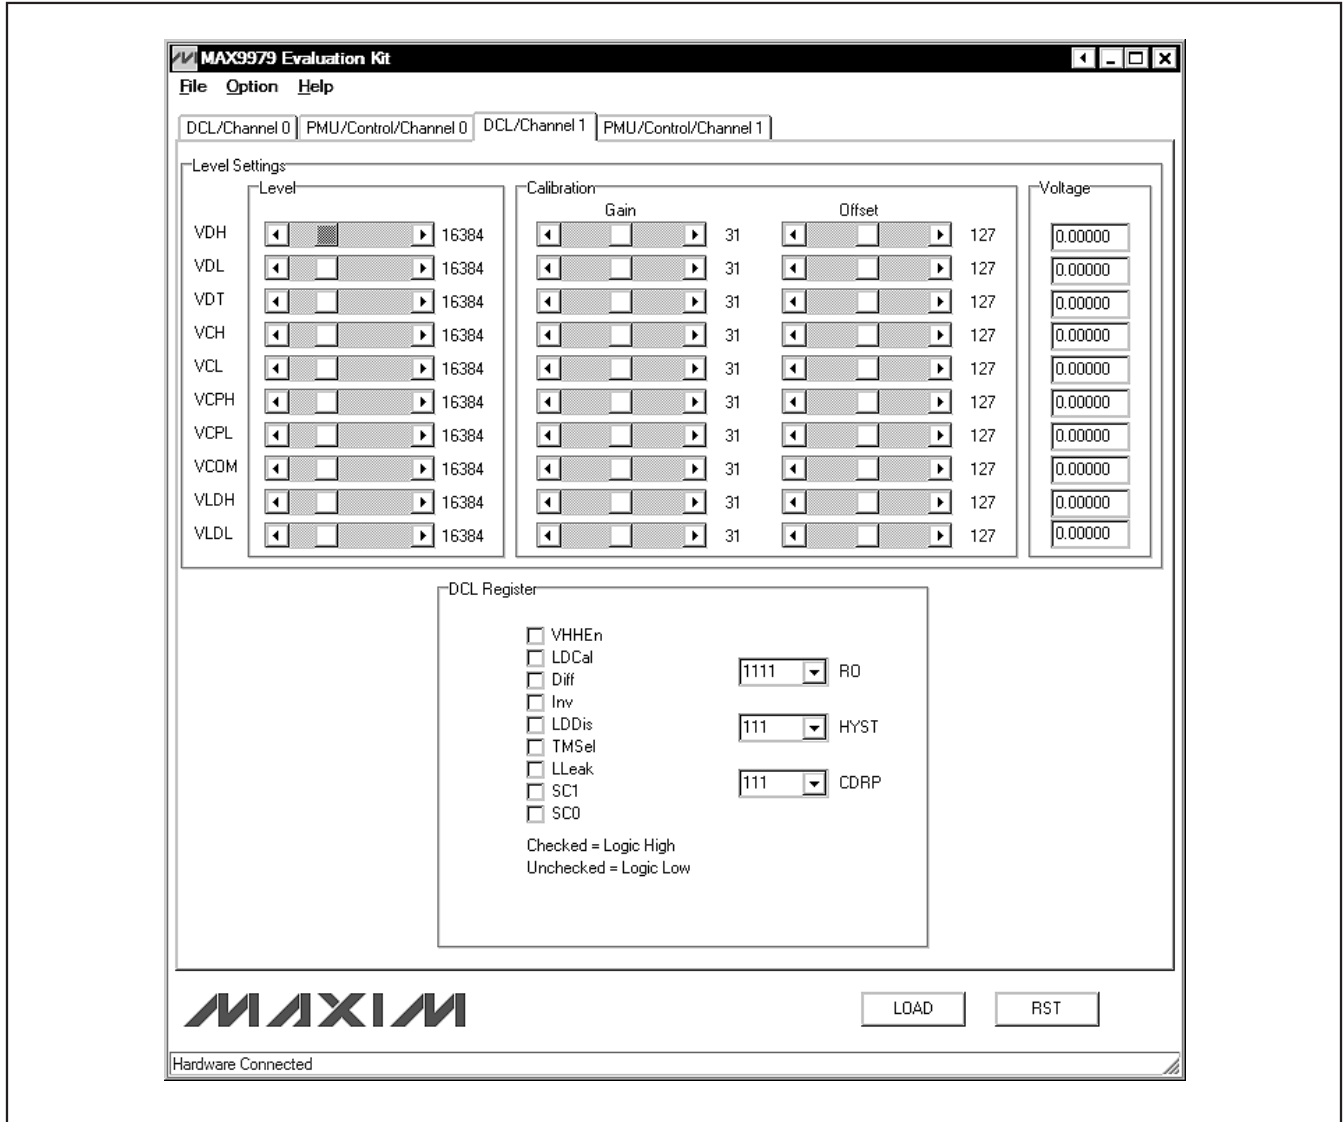 MAX9979 Evaluation Kit
File Option Help
DCL/Channel 0 PMU/Control/Channel 0 DCL/Channel 1 PMU/Control/Channel 1
Level Settings
Level Calibration Voltage
Gain Offset
VDH 16384 31 127 0.00000
VDL 16384 31 127 0.00000
VDT 16384 31 127 0.00000
VCH 16384 31 127 0.00000
VCL 16384 31 127 0.00000
VCPH 16384 31 127 0.00000
VCPL 16384 31 127 0.00000
VCOM 16384 31 127 0.00000
VLDH 16384 31 127 0.00000
VLDL 16384 31 127 0.00000
DCL Register
VHHEn
LDCal
Diff
Inv
LDDis
TMSel
LLeak
SC1
SC0
1111 RO
111 HYST
111 CDRP
Checked = Logic High
Unchecked = Logic Low
MAXIM
LOAD RST
Hardware Connected